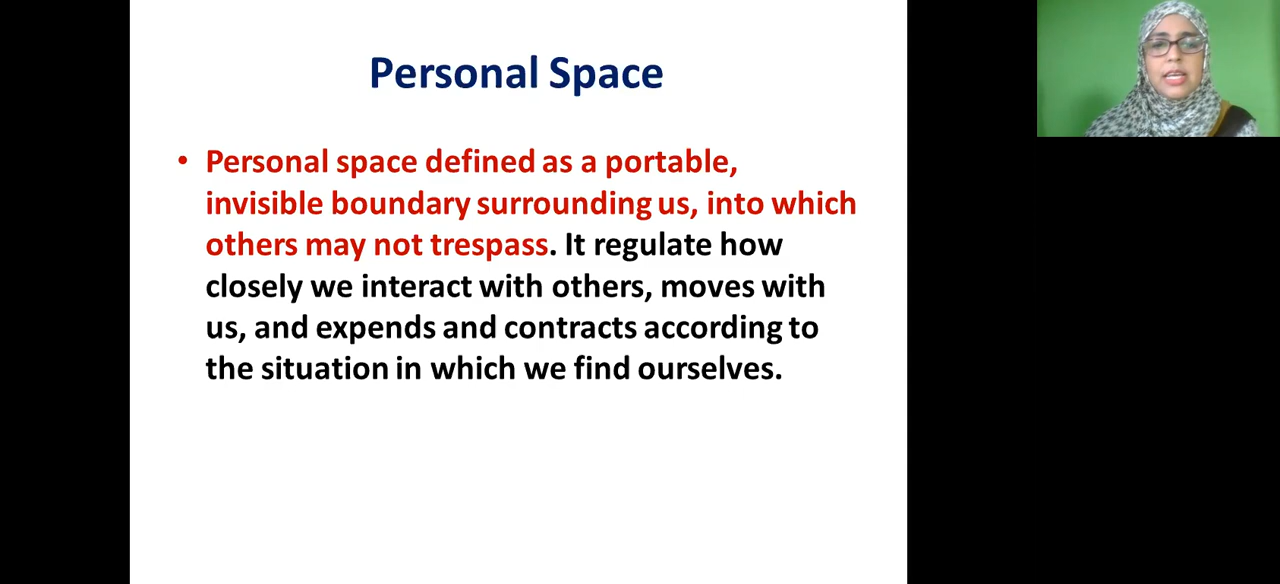 Personal Space
• Personal space defined as a portable,
invisible boundary surrounding us, into which
others may not trespass. It regulate how
closely we interact with others, moves with
us, and expends and contracts according to
the situation in which we find ourselves.